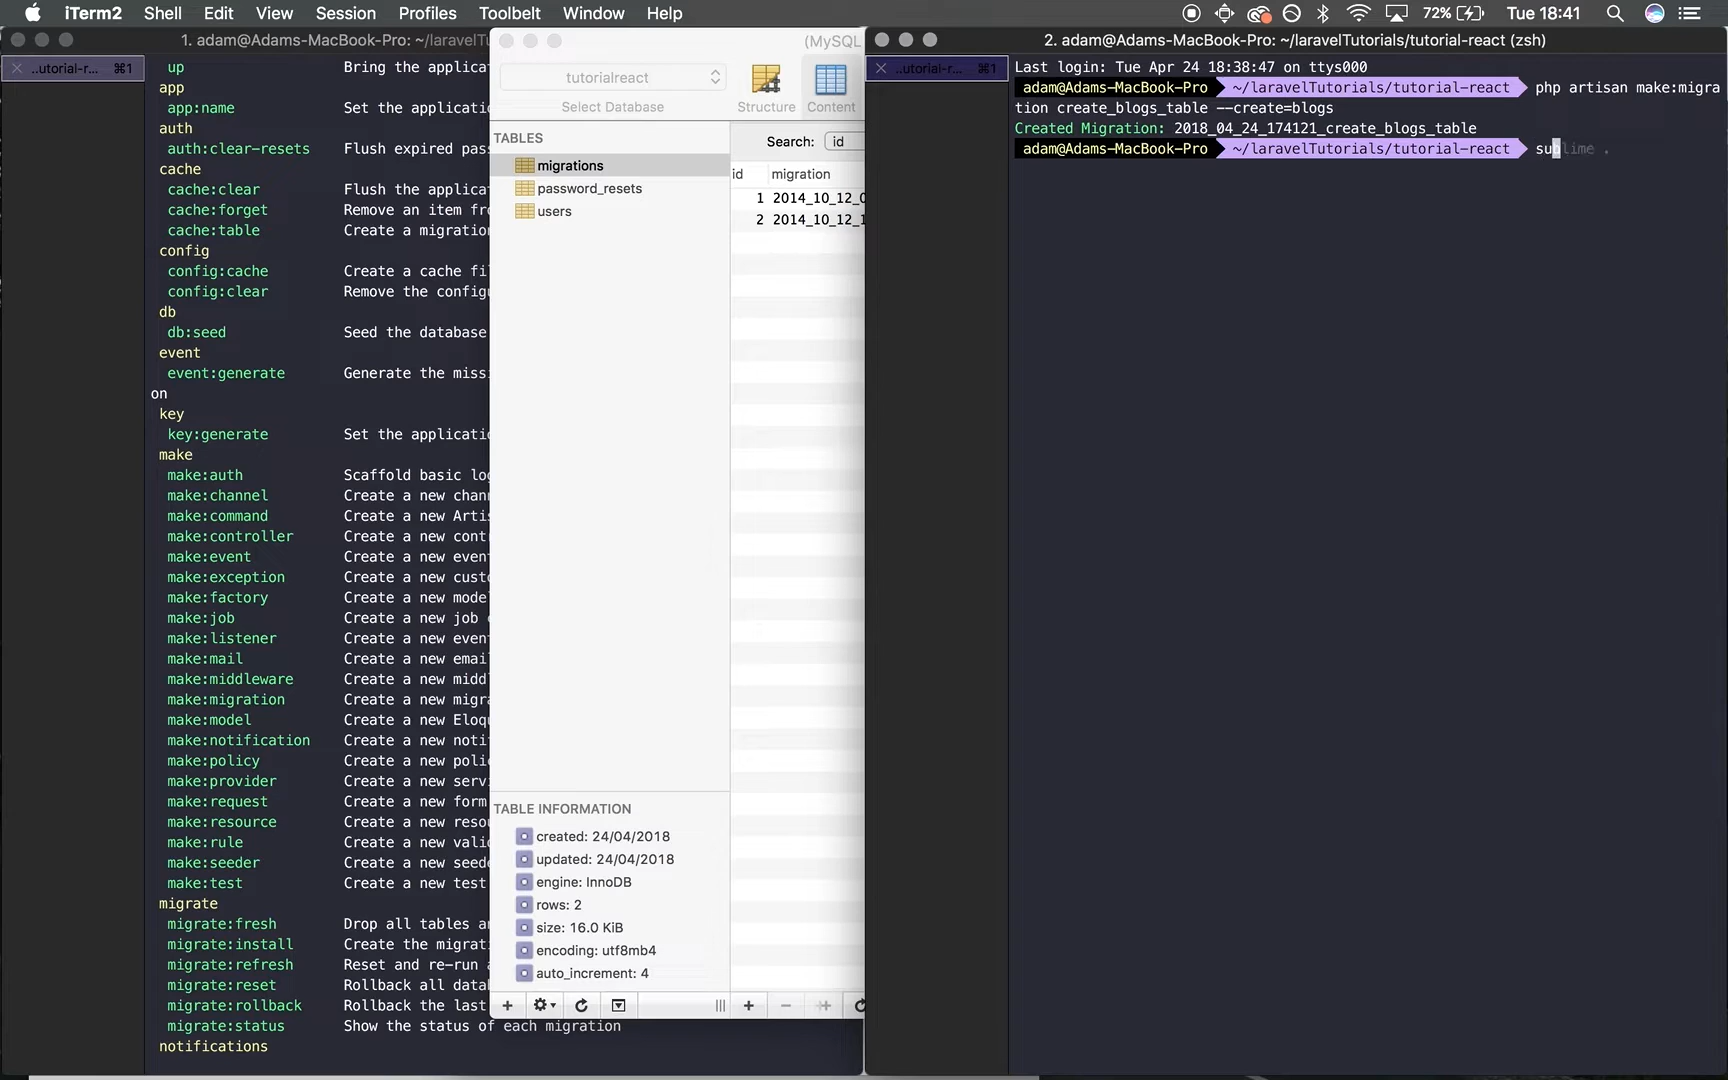 iTerm2 Shell Edit View Session Profiles Toolbelt Window Help 72% Tue 18:41
1. adam@Adams-MacBook-Pro: ~/laravelTu
..utorial-r... ⌘1
up Bring the applica
app
app:name Set the applicatio
auth
auth:clear-resets Flush expired pas
cache
cache:clear Flush the applica
cache:forget Remove an item fr
cache:table Create a migratio
config
config:cache Create a cache fi
config:clear Remove the config
db
db:seed Seed the database
event
event:generate Generate the miss
on
key
key:generate Set the applicatio
make
make:auth Scaffold basic lo
make:channel Create a new chan
make:command Create a new Arti
make:controller Create a new cont
make:event Create a new even
make:exception Create a new cust
make:factory Create a new mode
make:job Create a new job
make:listener Create a new even
make:mail Create a new emai
make:middleware Create a new midd
make:migration Create a new migr
make:model Create a new Eloq
make:notification Create a new noti
make:policy Create a new poli
make:provider Create a new serv
make:request Create a new form
make:resource Create a new reso
make:rule Create a new vali
make:seeder Create a new seed
make:test Create a new test
migrate
migrate:fresh Drop all tables a
migrate:install Create the migrat
migrate:refresh Reset and re-run
migrate:reset Rollback all data
migrate:rollback Rollback the last
migrate:status Show the status of each migration
notifications
(MySQL
tutorialreact
Select Database
Structure
Content
TABLES
migrations
password_resets
users
Search: id
id migration
1 2014_10_12_0
2 2014_10_12_1
TABLE INFORMATION
created: 24/04/2018
updated: 24/04/2018
engine: InnoDB
rows: 2
size: 16.0 KiB
encoding: utf8mb4
auto_increment: 4
2. adam@Adams-MacBook-Pro: ~/laravelTutorials/tutorial-react (zsh)
..utorial-r... ⌘1
Last login: Tue Apr 24 18:38:47 on ttys000
adam@Adams-MacBook-Pro ~/laravelTutorials/tutorial-react php artisan make:migra
tion create_blogs_table --create=blogs
Created Migration: 2018_04_24_174121_create_blogs_table
adam@Adams-MacBook-Pro ~/laravelTutorials/tutorial-react sublime .